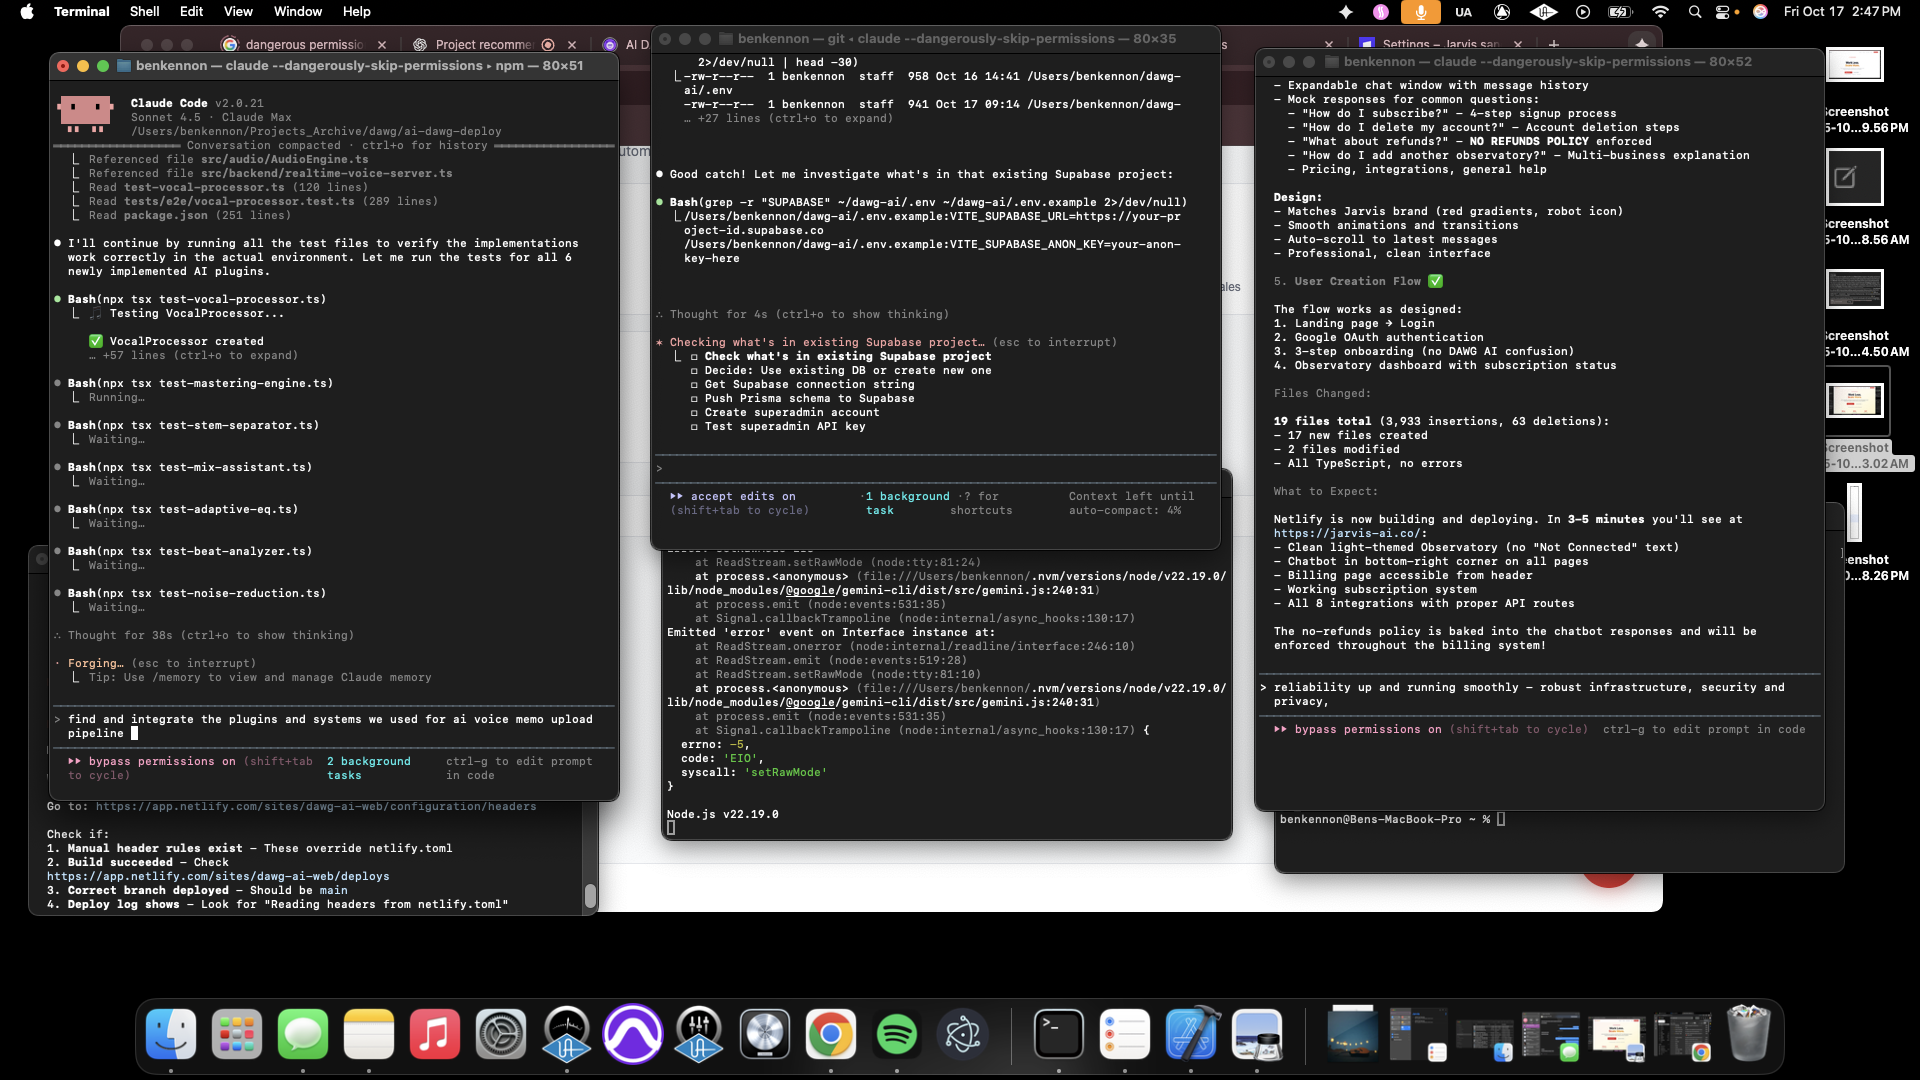 Terminal Shell Edit View Window Help
UA
Fri Oct 17 2:47 PM
dangerous permissio
Project recomme
AI D
Settings – Jarvis
benkennon — claude --dangerously-skip-permissions ▸ npm — 80×51
Claude Code v2.0.21
Sonnet 4.5 · Claude Max
/Users/benkennon/Projects_Archive/dawg/ai-dawg-deploy
Conversation compacted · ctrl+o for history
Referenced file src/audio/AudioEngine.ts
Referenced file src/backend/realtime-voice-server.ts
Read test-vocal-processor.ts (120 lines)
Read tests/e2e/vocal-processor.test.ts (289 lines)
Read package.json (251 lines)
I'll continue by running all the test files to verify the implementations
work correctly in the actual environment. Let me run the tests for all 6
newly implemented AI plugins.
Bash(npx tsx test-vocal-processor.ts)
🎵 Testing VocalProcessor...
✅ VocalProcessor created
… +57 lines (ctrl+o to expand)
Bash(npx tsx test-mastering-engine.ts)
Running…
Bash(npx tsx test-stem-separator.ts)
Waiting…
Bash(npx tsx test-mix-assistant.ts)
Waiting…
Bash(npx tsx test-adaptive-eq.ts)
Waiting…
Bash(npx tsx test-beat-analyzer.ts)
Waiting…
Bash(npx tsx test-noise-reduction.ts)
Waiting…
∴ Thought for 38s (ctrl+o to show thinking)
· Forging… (esc to interrupt)
Tip: Use /memory to view and manage Claude memory
> find and integrate the plugins and systems we used for ai voice memo upload
pipeline
⏵⏵ bypass permissions on (shift+tab to cycle)
2 background tasks
ctrl-g to edit prompt in code
Go to: https://app.netlify.com/sites/dawg-ai-web/configuration/headers
Check if:
1. Manual header rules exist – These override netlify.toml
2. Build succeeded – Check
https://app.netlify.com/sites/dawg-ai-web/deploys
3. Correct branch deployed – Should be main
4. Deploy log shows – Look for "Reading headers from netlify.toml"
benkennon — git ◂ claude --dangerously-skip-permissions — 80×35
2>/dev/null | head -30)
-rw-r--r-- 1 benkennon staff 958 Oct 16 14:41 /Users/benkennon/dawg-
ai/.env
-rw-r--r-- 1 benkennon staff 941 Oct 17 09:14 /Users/benkennon/dawg-
… +27 lines (ctrl+o to expand)
Good catch! Let me investigate what's in that existing Supabase project:
Bash(grep -r "SUPABASE" ~/dawg-ai/.env ~/dawg-ai/.env.example 2>/dev/null)
/Users/benkennon/dawg-ai/.env.example:VITE_SUPABASE_URL=https://your-pr
oject-id.supabase.co
/Users/benkennon/dawg-ai/.env.example:VITE_SUPABASE_ANON_KEY=your-anon-
key-here
∴ Thought for 4s (ctrl+o to show thinking)
✶ Checking what's in existing Supabase project… (esc to interrupt)
☐ Check what's in existing Supabase project
☐ Decide: Use existing DB or create new one
☐ Get Supabase connection string
☐ Push Prisma schema to Supabase
☐ Create superadmin account
☐ Test superadmin API key
>
⏵⏵ accept edits on (shift+tab to cycle)
· 1 background task
· ? for shortcuts
Context left until auto-compact: 4%
at ReadStream.setRawMode (node:tty:81:24)
at process.<anonymous> (file:///Users/benkennon/.nvm/versions/node/v22.19.0/
lib/node_modules/@google/gemini-cli/dist/src/gemini.js:240:31)
at process.emit (node:events:531:35)
at Signal.callbackTrampoline (node:internal/async_hooks:130:17)
Emitted 'error' event on Interface instance at:
at ReadStream.onerror (node:internal/readline/interface:246:10)
at ReadStream.emit (node:events:519:28)
at ReadStream.setRawMode (node:tty:81:10)
at process.<anonymous> (file:///Users/benkennon/.nvm/versions/node/v22.19.0/
lib/node_modules/@google/gemini-cli/dist/src/gemini.js:240:31)
at process.emit (node:events:531:35)
at Signal.callbackTrampoline (node:internal/async_hooks:130:17) {
errno: -5,
code: 'EIO',
syscall: 'setRawMode'
}
Node.js v22.19.0
benkennon — claude --dangerously-skip-permissions — 80×52
– Expandable chat window with message history
– Mock responses for common questions:
– "How do I subscribe?" – 4-step signup process
– "How do I delete my account?" – Account deletion steps
– "What about refunds?" – NO REFUNDS POLICY enforced
– "How do I add another observatory?" – Multi-business explanation
– Pricing, integrations, general help
Design:
– Matches Jarvis brand (red gradients, robot icon)
– Smooth animations and transitions
– Auto-scroll to latest messages
– Professional, clean interface
5. User Creation Flow ✅
The flow works as designed:
1. Landing page → Login
2. Google OAuth authentication
3. 3-step onboarding (no DAWG AI confusion)
4. Observatory dashboard with subscription status
Files Changed:
19 files total (3,933 insertions, 63 deletions):
– 17 new files created
– 2 files modified
– All TypeScript, no errors
What to Expect:
Netlify is now building and deploying. In 3-5 minutes you'll see at
https://jarvis-ai.co/:
– Clean light-themed Observatory (no "Not Connected" text)
– Chatbot in bottom-right corner on all pages
– Billing page accessible from header
– Working subscription system
– All 8 integrations with proper API routes
The no-refunds policy is baked into the chatbot responses and will be
enforced throughout the billing system!
> reliability up and running smoothly – robust infrastructure, security and
privacy,
⏵⏵ bypass permissions on (shift+tab to cycle) ctrl-g to edit prompt in code
benkennon@Bens-MacBook-Pro ~ %
Screenshot
5-10...9.56 PM
5-10...8.56 AM
5-10...4.50 AM
Screenshot
5-10...3.02 AM
0...8.26 PM